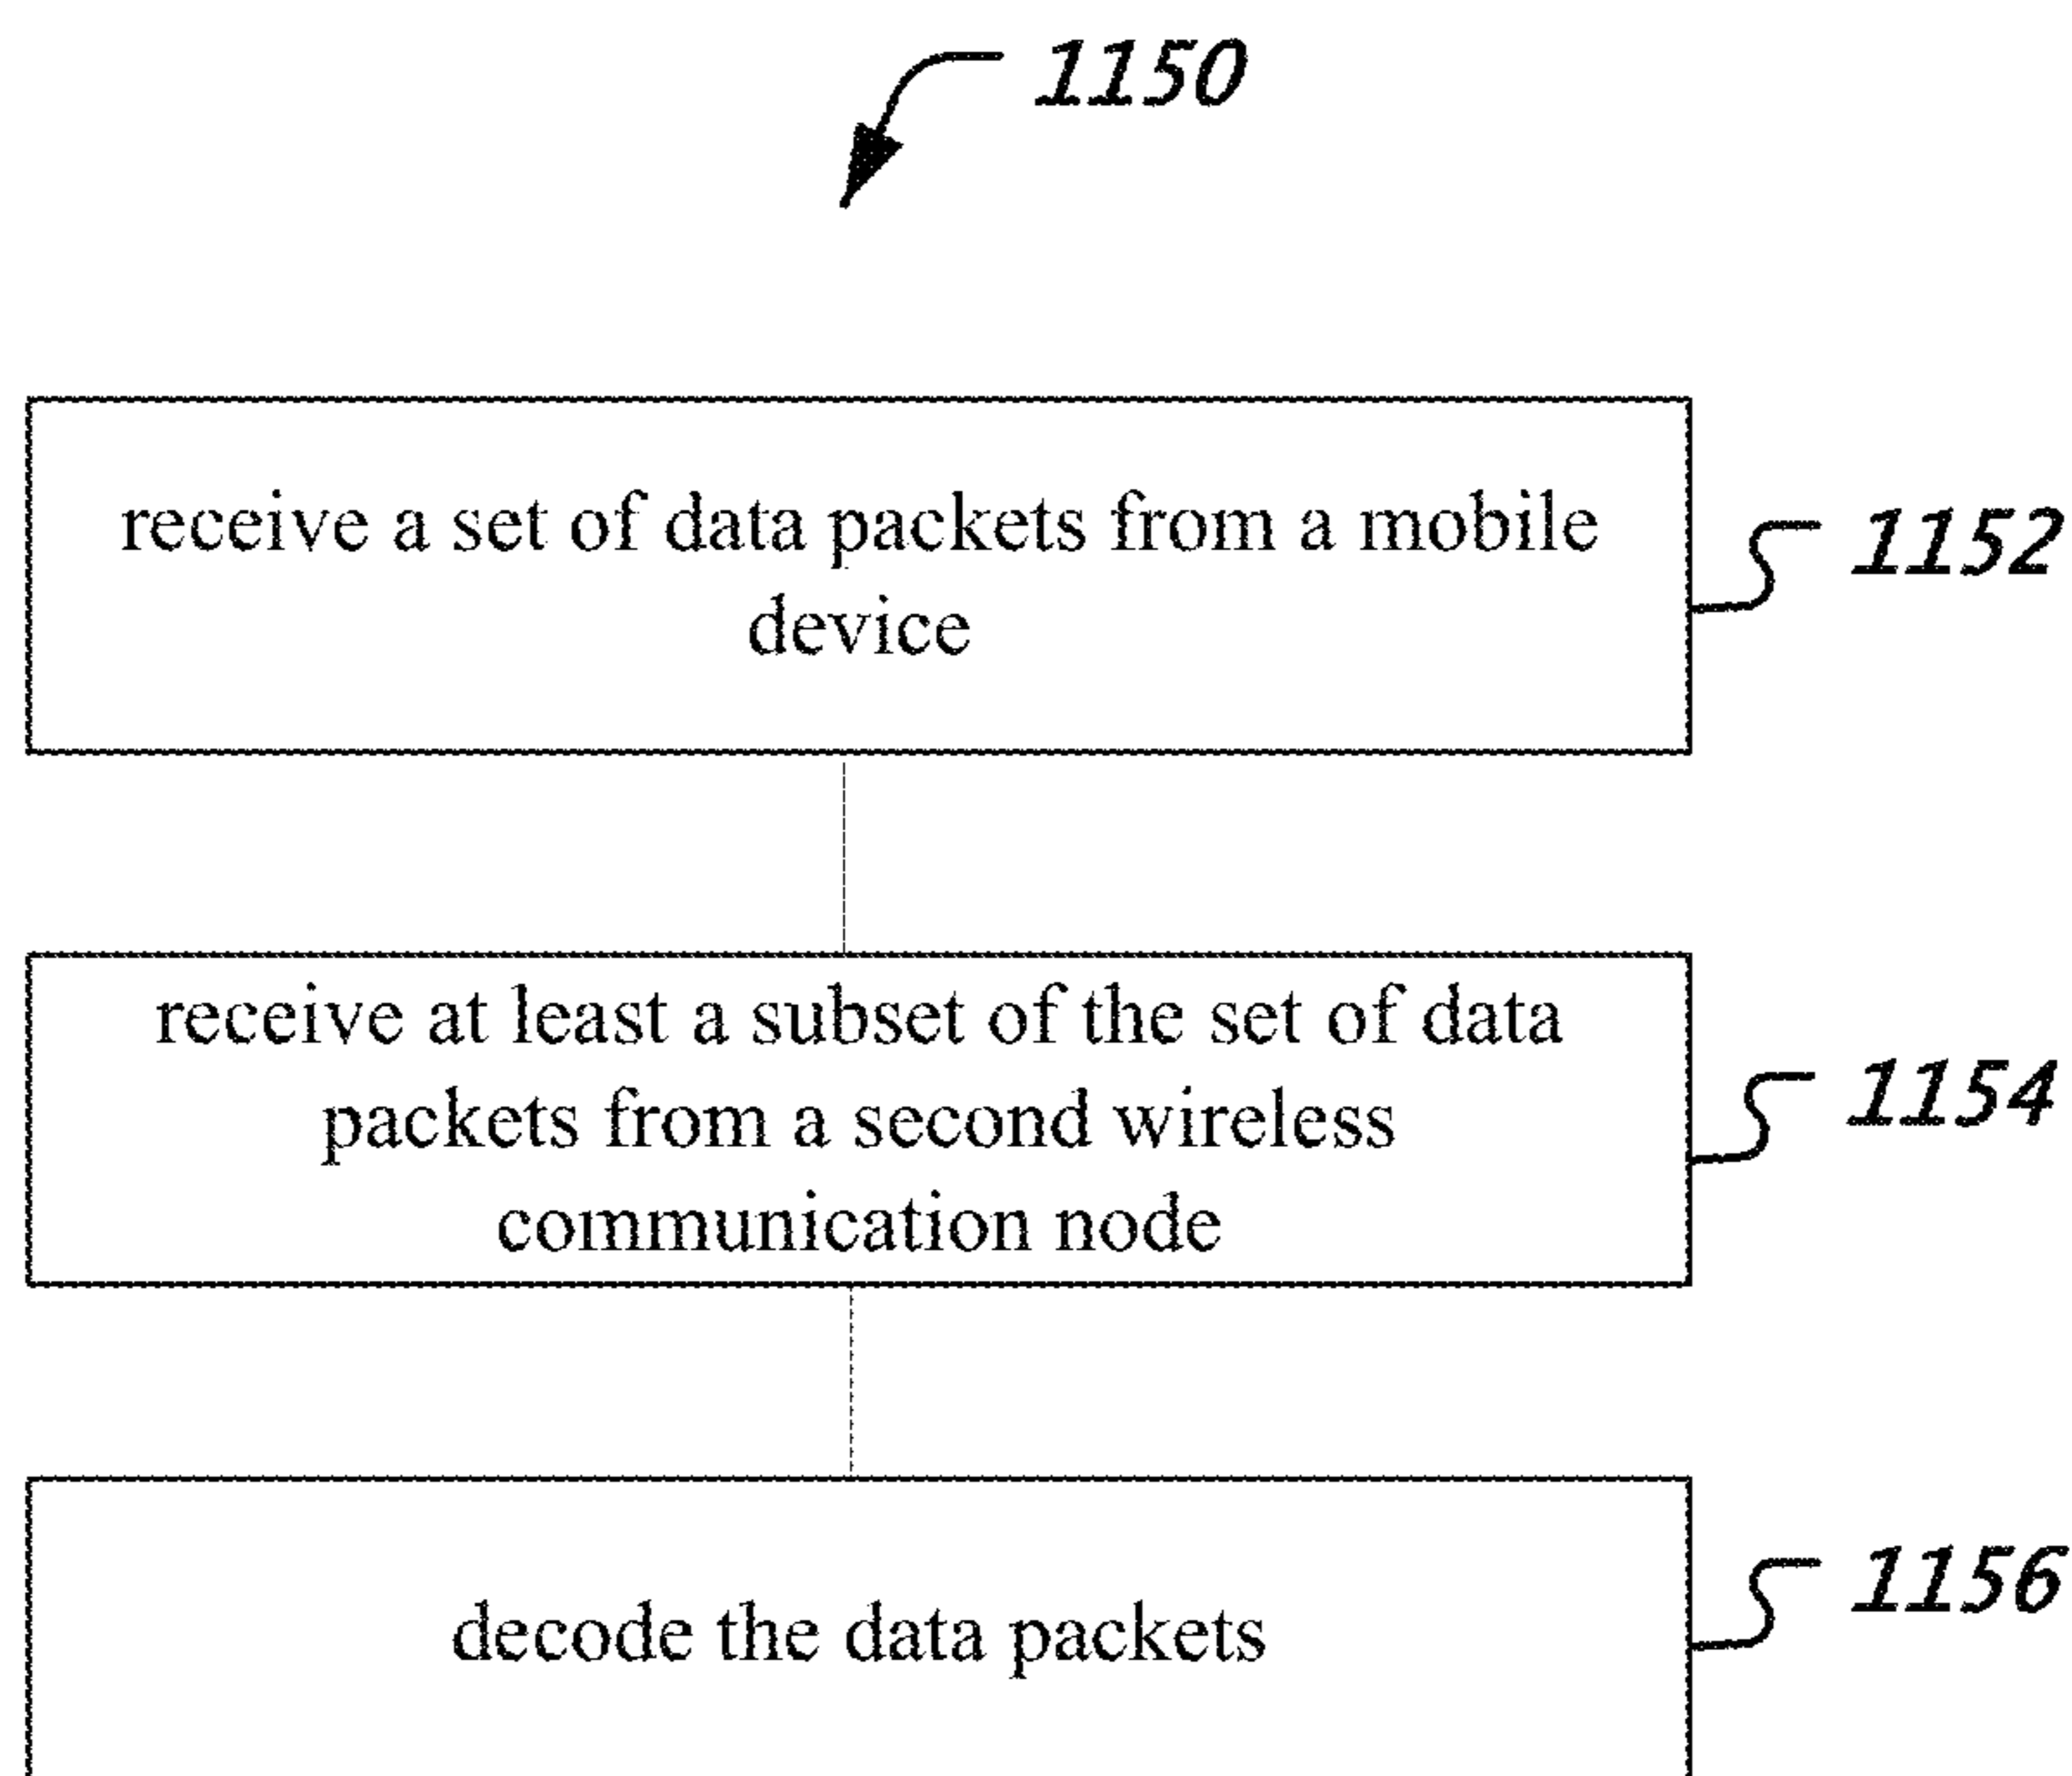 1150
receive a set of data packets from a mobile
device
1152
receive at least a subset of the set of data
packets from a second wireless
communication node
1154
decode the data packets
1156